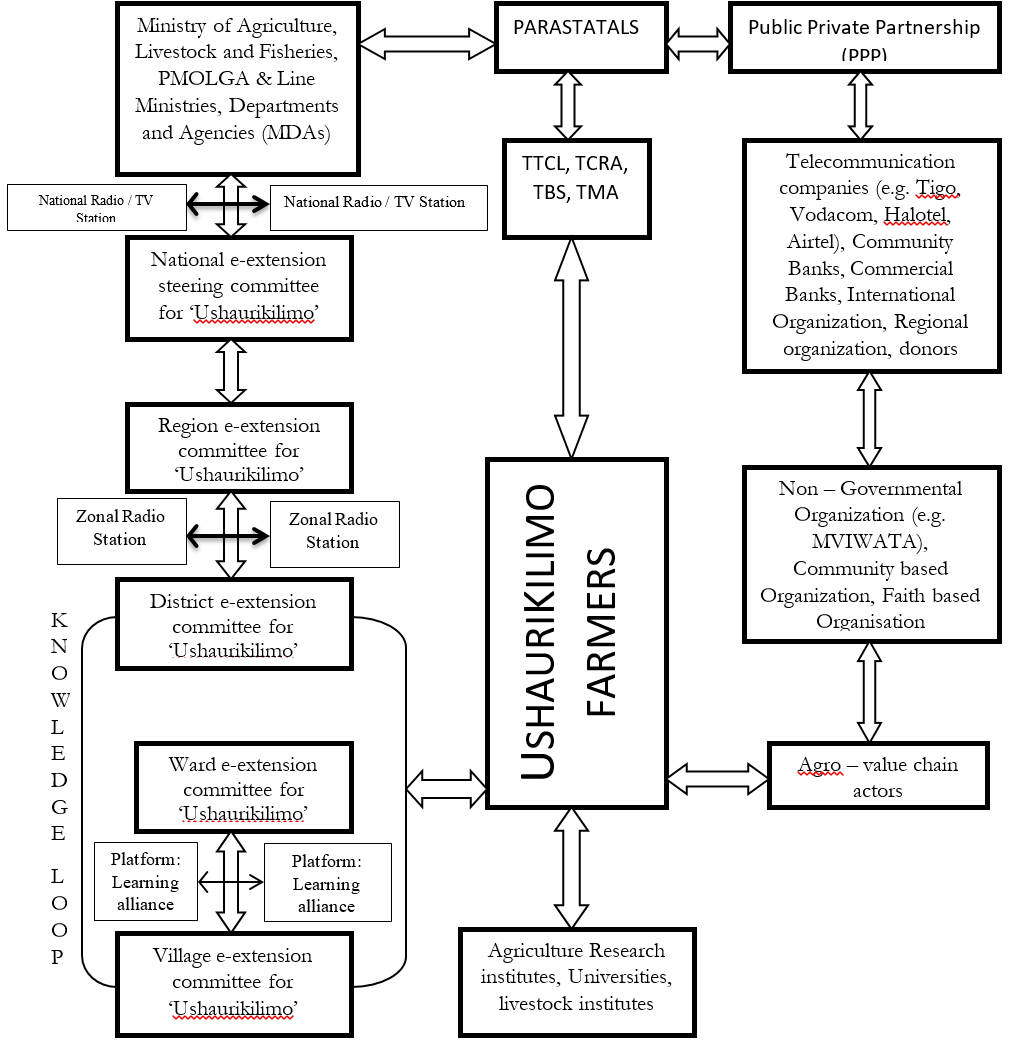 Ministry of Agriculture,
Livestock and Fisheries,
PMOLGA & Line
Ministries, Departments
and Agencies (MDAs)
PARASTATALS
Public Private Partnership
(PPP)
TTCL, TCRA,
TBS, TMA
Telecommunication
companies (e.g. Tigo,
Vodacom, Halotel,
Airtel), Community
Banks, Commercial
Banks, International
Organization, Regional
organization, donors
National Radio / TV
Station
National Radio / TV Station
National e-extension
steering committee
for ‘Ushaurikilimo’
Region e-extension
committee for
‘Ushaurikilimo’
Zonal Radio
Station
Zonal Radio
Station
District e-extension
committee for
‘Ushaurikilimo’
KNOWLEDGE LOOP
Ward e-extension
committee for
‘Ushaurikilimo’
Platform:
Learning
alliance
Platform:
Learning
alliance
Village e-extension
committee for
‘Ushaurikilimo’
USHAURIKILIMO
FARMERS
Non – Governmental
Organization (e.g.
MVIWATA),
Community based
Organization, Faith based
Organisation
Agro – value chain
actors
Agriculture Research
institutes, Universities,
livestock institutes